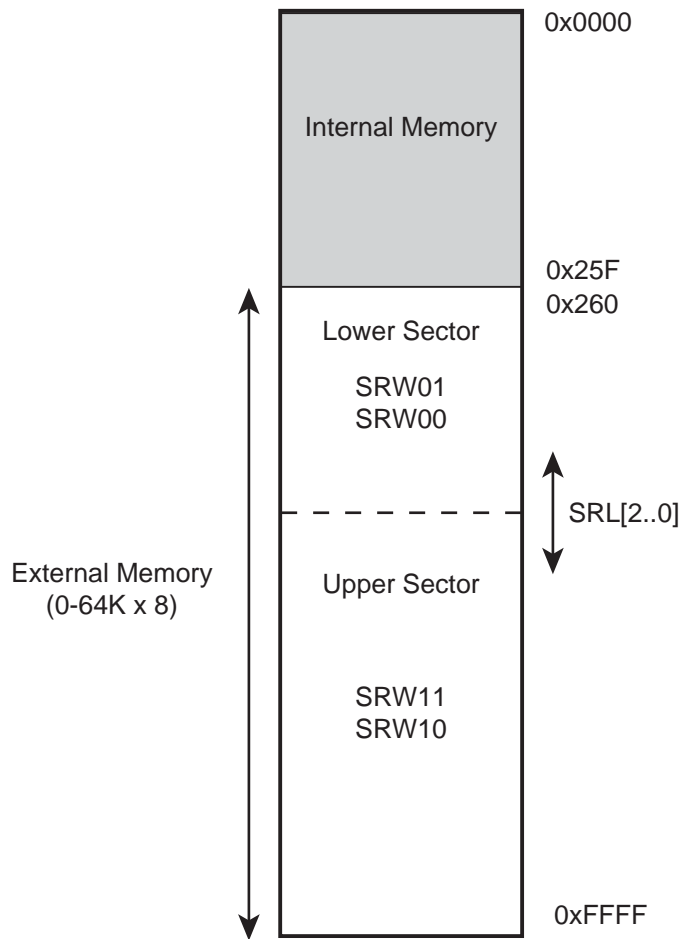 0x0000
Internal Memory
0x25F
0x260
Lower Sector
SRW01
SRW00
SRL[2..0]
External Memory
(0-64K x 8)
Upper Sector
SRW11
SRW10
0xFFFF